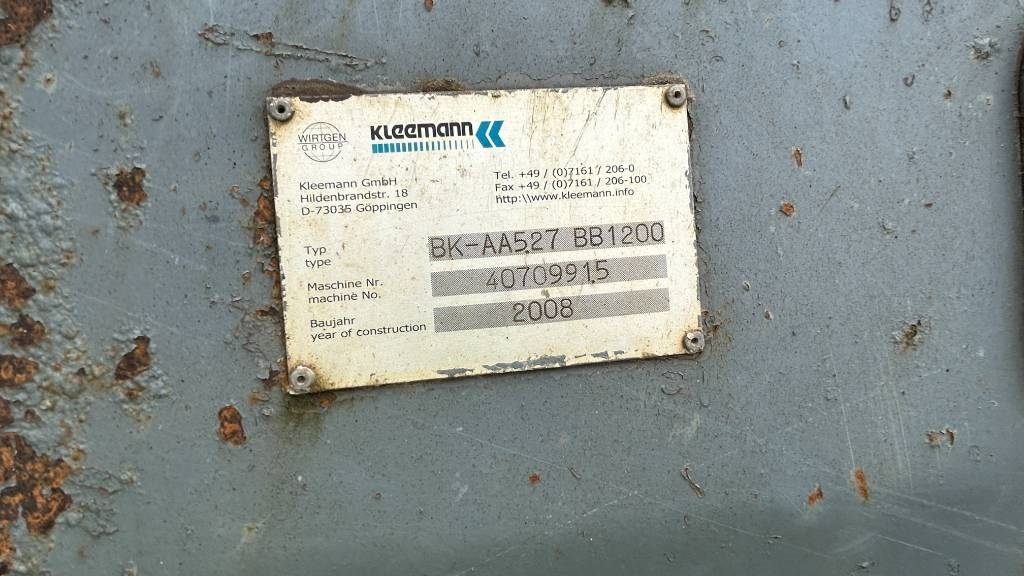 WIRTGEN
GROUP
KLeemann
Kleemann GmbH
Hildenbrandstr. 18
D-73035 Göppingen
Tel. +49 / (0)7161 / 206-0
Fax +49 / (0)7161 / 206-100
http:\\www.kleemann.info
Typ
type
BK-AA527 BB1200
Maschine Nr.
machine No.
40709915
Baujahr
year of construction
2008